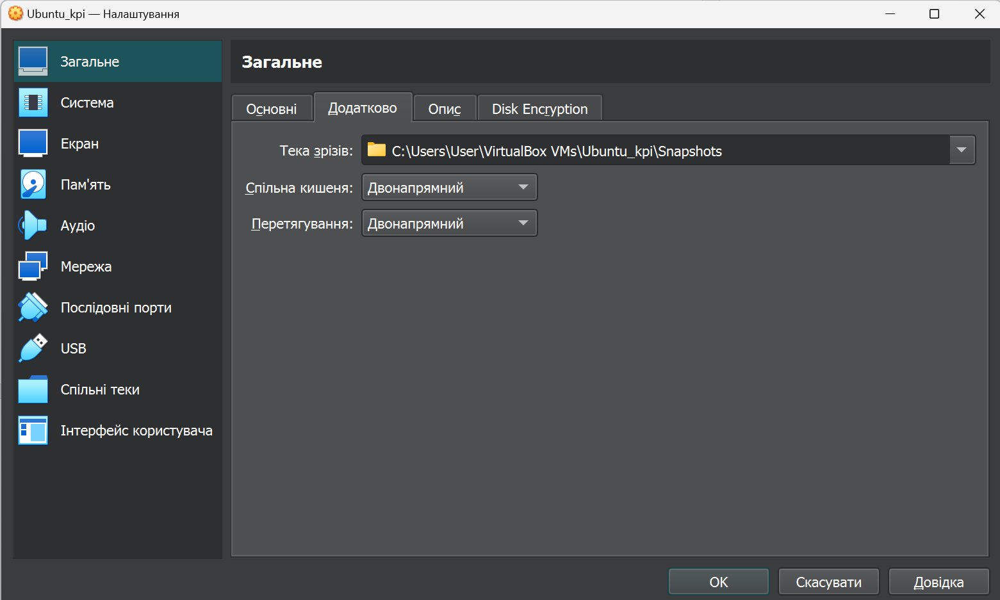 Ubuntu_kpi — Налаштування
Загальне
Система
Екран
Пам'ять
Аудіо
Мережа
Послідовні порти
USB
Спільні теки
Інтерфейс користувача
Загальне
Основні Додатково Опис Disk Encryption
Тека зрізів: C:\Users\User\VirtualBox VMs\Ubuntu_kpi\Snapshots
Спільна кишеня: Двонапрямний
Перетягування: Двонапрямний
OK Скасувати Довідка